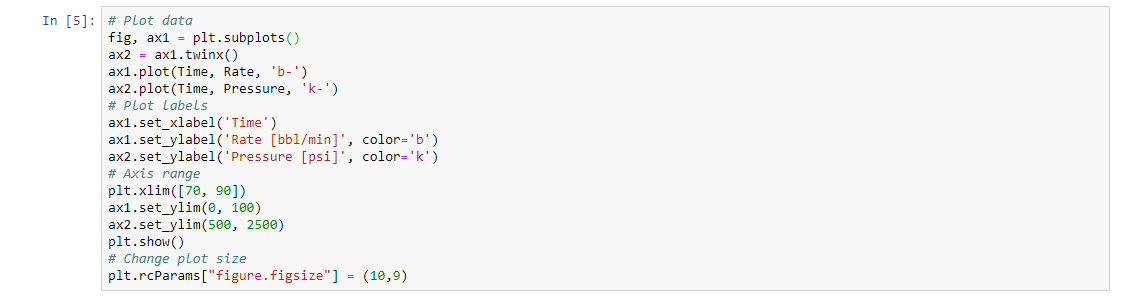 In [5]:
# Plot data
fig, ax1 = plt.subplots()
ax2 = ax1.twinx()
ax1.plot(Time, Rate, 'b-')
ax2.plot(Time, Pressure, 'k-')
# Plot labels
ax1.set_xlabel('Time')
ax1.set_ylabel('Rate [bbl/min]', color='b')
ax2.set_ylabel('Pressure [psi]', color='k')
# Axis range
plt.xlim([70, 90])
ax1.set_ylim(0, 100)
ax2.set_ylim(500, 2500)
plt.show()
# Change plot size
plt.rcParams["figure.figsize"] = (10,9)